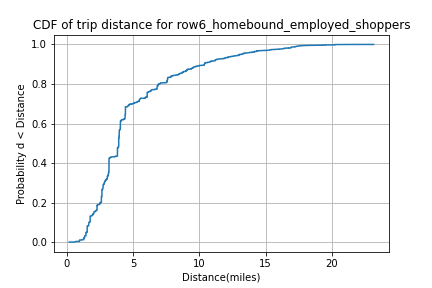 CDF of trip distance for row6_homebound_employed_shoppers
1.0
0.8
0.6
0.4
0.2
0.0
Probability d < Distance
0 5 10 15 20
Distance(miles)